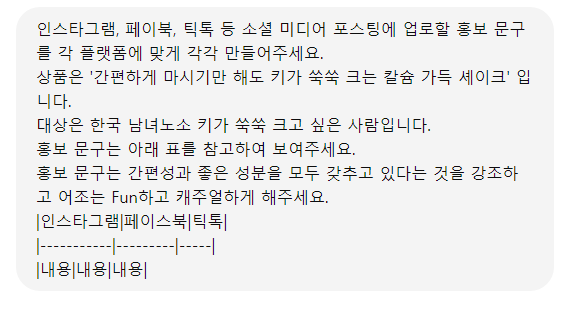 인스타그램, 페이북, 틱톡 등 소셜 미디어 포스팅에 업로할 홍보 문구
를 각 플랫폼에 맞게 각각 만들어주세요.
상품은 '간편하게 마시기만 해도 키가 쑥쑥 크는 칼슘 가득 셰이크' 입
니다.
대상은 한국 남녀노소 키가 쑥쑥 크고 싶은 사람입니다.
홍보 문구는 아래 표를 참고하여 보여주세요.
홍보 문구는 간편성과 좋은 성분을 모두 갖추고 있다는 것을 강조하
고 어조는 Fun하고 캐주얼하게 해주세요.
|인스타그램|페이스북|틱톡|
|-----------|---------|-----|
|내용|내용|내용|